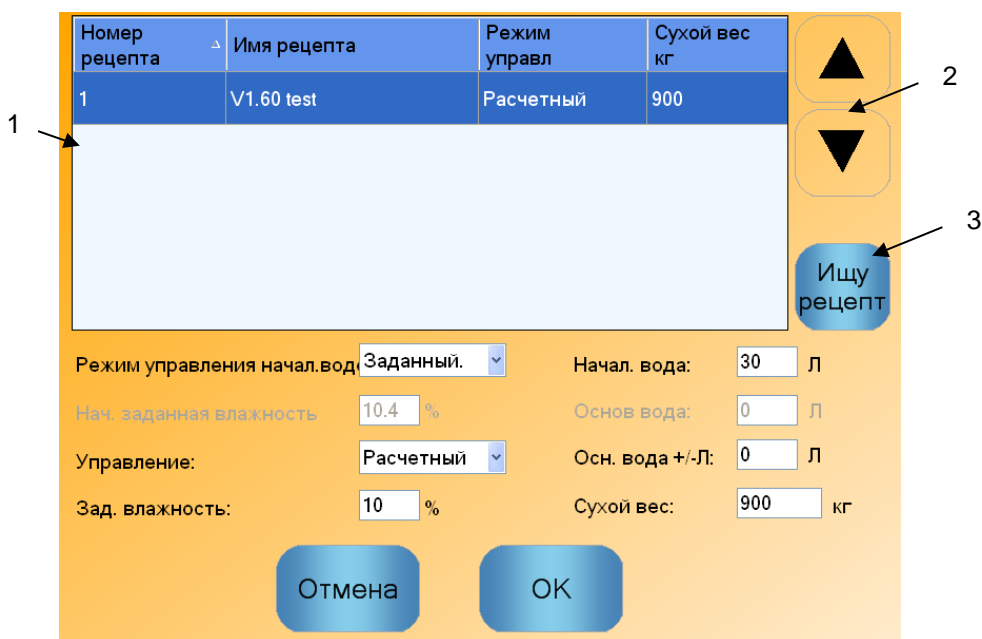 Номер рецепта
Имя рецепта
Режим управл
Сухой вес кг
1
V1.60 test
Расчетный
900
1
2
3
Ищу
рецепт
Режим управления начал.вод
Заданный.
Начал. вода:
30
Л
Нач. заданная влажность
10.4
%
Основ вода:
0
Л
Управление:
Расчетный
Осн. вода +/-Л:
0
Л
Зад. влажность:
10
%
Сухой вес:
900
кг
Отмена
OK